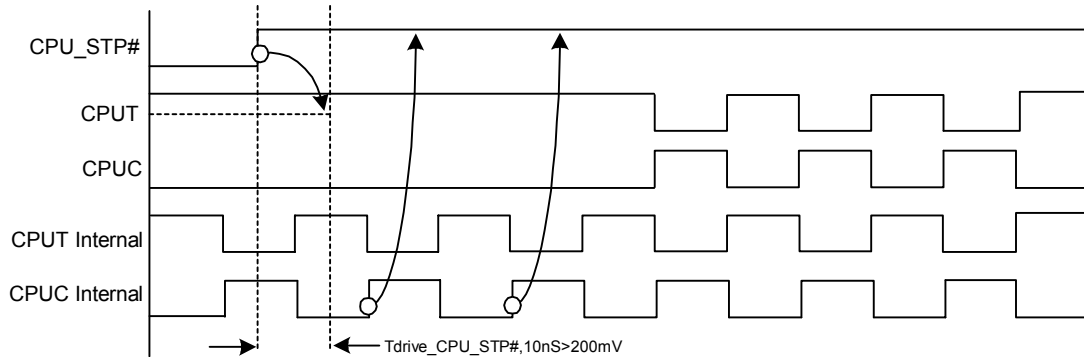 CPU_STP#
CPUT
CPUC
CPUT Internal
CPUC Internal
Tdrive_CPU_STP#,10nS>200mV